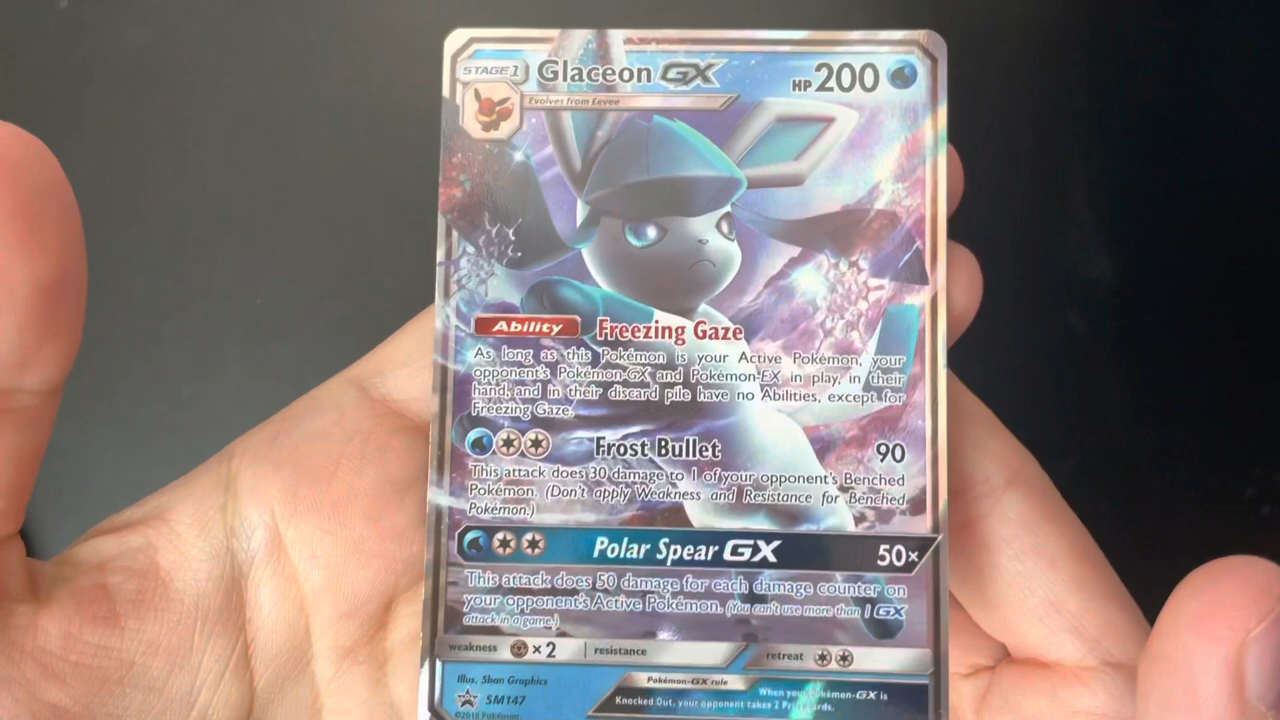 STAGE 1 Glaceon GX HP 200
Evolves from Eevee
Ability Freezing Gaze
As long as this Pokémon is your Active Pokémon, your
opponent's Pokémon-GX and Pokémon-EX in play, in their
hand, and in their discard pile have no Abilities, except for
Freezing Gaze.
Frost Bullet 90
This attack does 30 damage to 1 of your opponent's Benched
Pokémon. (Don't apply Weakness and Resistance for Benched
Pokémon.)
Polar Spear GX 50×
This attack does 50 damage for each damage counter on
your opponent's Active Pokémon. (You can't use more than 1 GX
attack in a game.)
weakness ×2 resistance retreat
Illus. 5ban Graphics
Pokémon-GX rule
When your Pokémon-GX is
Knocked Out, your opponent takes 2 Prize cards.
PROMO SM147
©2018 Pokémon